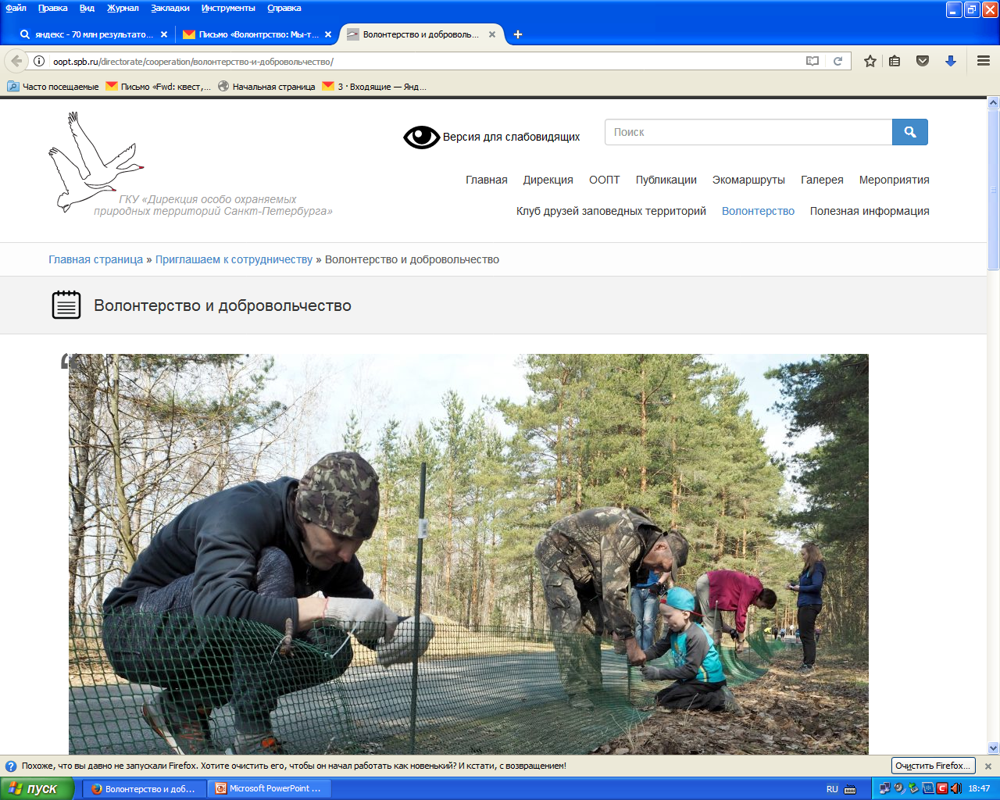 Файл Правка Вид Журнал Закладки Инструменты Справка
яндекс - 70 млн результато... Письмо «Волонтрство: Мы-т... Волонтерство и доброволь...
oopt.spb.ru/directorate/cooperation/волонтерство-и-добровольчество/
Часто посещаемые Письмо «Fwd: квест,... Начальная страница 3 · Входящие — Янд...
Версия для слабовидящих Поиск
ГКУ «Дирекция особо охраняемых
природных территорий Санкт-Петербурга»
Главная Дирекция ООПТ Публикации Экомаршруты Галерея Мероприятия
Клуб друзей заповедных территорий Волонтерство Полезная информация
Главная страница » Приглашаем к сотрудничеству » Волонтерство и добровольчество
Волонтерство и добровольчество
Похоже, что вы давно не запускали Firefox. Хотите очистить его, чтобы он начал работать как новенький? И кстати, с возвращением! Очистить Firefox...
пуск Волонтерство и доб... Microsoft PowerPoint ... RU 18:47